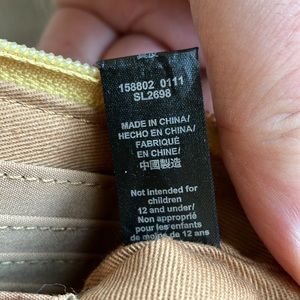 158802 0111
SL2698
MADE IN CHINA/
HECHO EN CHINA/
FABRIQUÉ
EN CHINE/
中國製造
Not intended for
children
12 and under/
Non approprié
pour les enfants
de moins de 12 ans